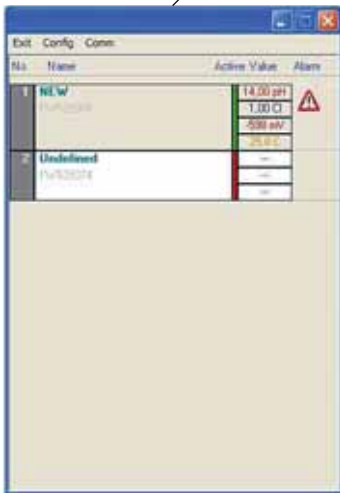 Exit Config Comm
No Name Active Value Alarm
1 NEW 14,00 pH
1,00 Cl
-599 mV
25,0 C
2 Undefined ---
---